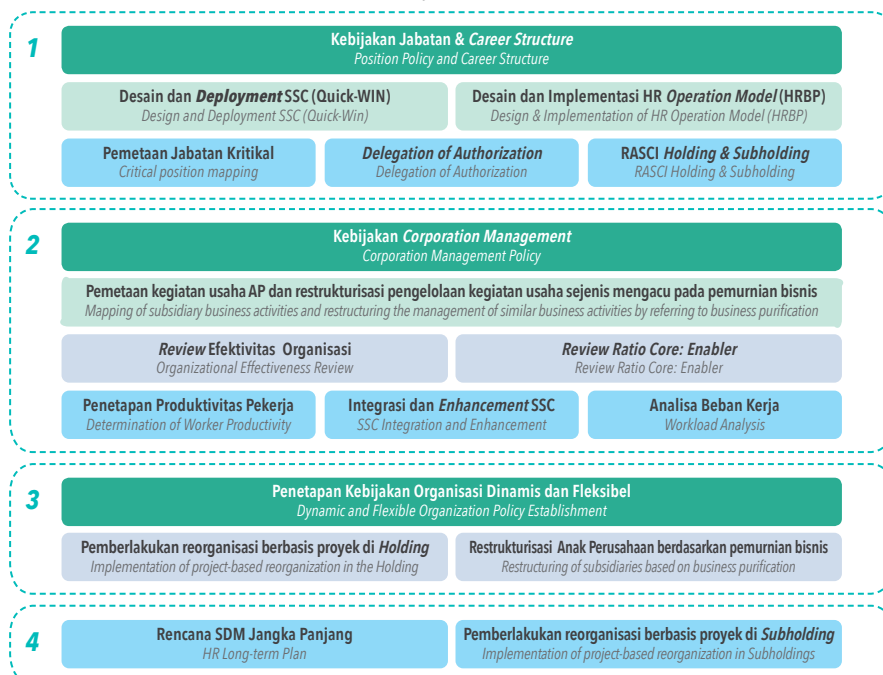 1
Kebijakan Jabatan & Career Structure
Position Policy and Career Structure
Desain dan Deployment SSC (Quick-WIN)
Design and Deployment SSC (Quick-Win)
Desain dan Implementasi HR Operation Model (HRBP)
Design & Implementation of HR Operation Model (HRBP)
Pemetaan Jabatan Kritikal
Critical position mapping
Delegation of Authorization
Delegation of Authorization
RASCI Holding & Subholding
RASCI Holding & Subholding
2
Kebijakan Corporation Management
Corporation Management Policy
Pemetaan kegiatan usaha AP dan restrukturisasi pengelolaan kegiatan usaha sejenis mengacu pada pemurnian bisnis
Mapping of subsidiary business activities and restructuring the management of similar business activities by referring to business purification
Review Efektivitas Organisasi
Organizational Effectiveness Review
Review Ratio Core: Enabler
Review Ratio Core: Enabler
Penetapan Produktivitas Pekerja
Determination of Worker Productivity
Integrasi dan Enhancement SSC
SSC Integration and Enhancement
Analisa Beban Kerja
Workload Analysis
3
Penetapan Kebijakan Organisasi Dinamis dan Fleksibel
Dynamic and Flexible Organization Policy Establishment
Pemberlakukan reorganisasi berbasis proyek di Holding
Implementation of project-based reorganization in the Holding
Restrukturisasi Anak Perusahaan berdasarkan pemurnian bisnis
Restructuring of subsidiaries based on business purification
4
Rencana SDM Jangka Panjang
HR Long-term Plan
Pemberlakukan reorganisasi berbasis proyek di Subholding
Implementation of project-based reorganization in Subholdings